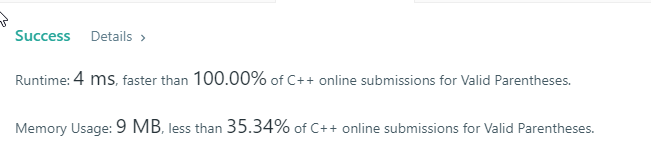 Success Details >
Runtime: 4 ms, faster than 100.00% of C++ online submissions for Valid Parentheses.
Memory Usage: 9 MB, less than 35.34% of C++ online submissions for Valid Parentheses.